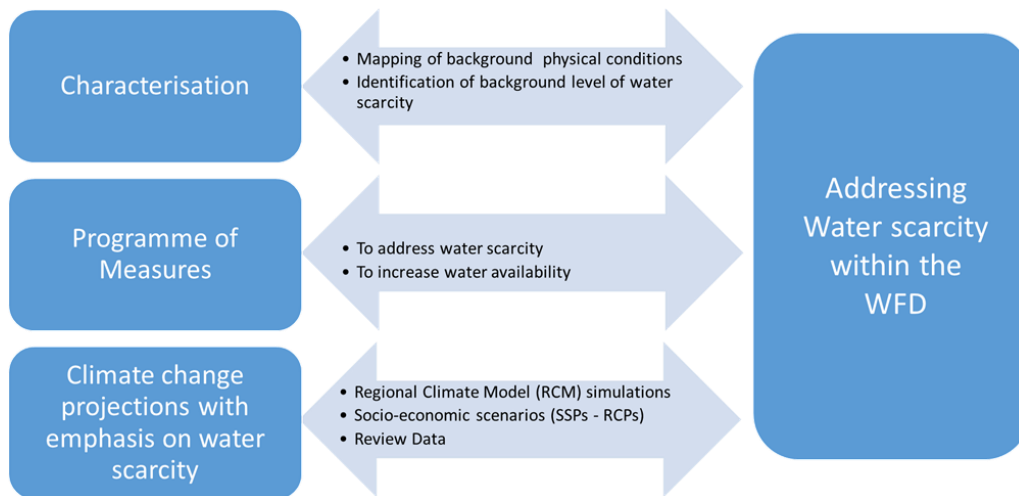 Characterisation
• Mapping of background physical conditions
• Identification of background level of water
scarcity
Programme of
Measures
• To address water scarcity
• To increase water availability
Climate change
projections with
emphasis on water
scarcity
• Regional Climate Model (RCM) simulations
• Socio-economic scenarios (SSPs - RCPs)
• Review Data
Addressing
Water scarcity
within the
WFD